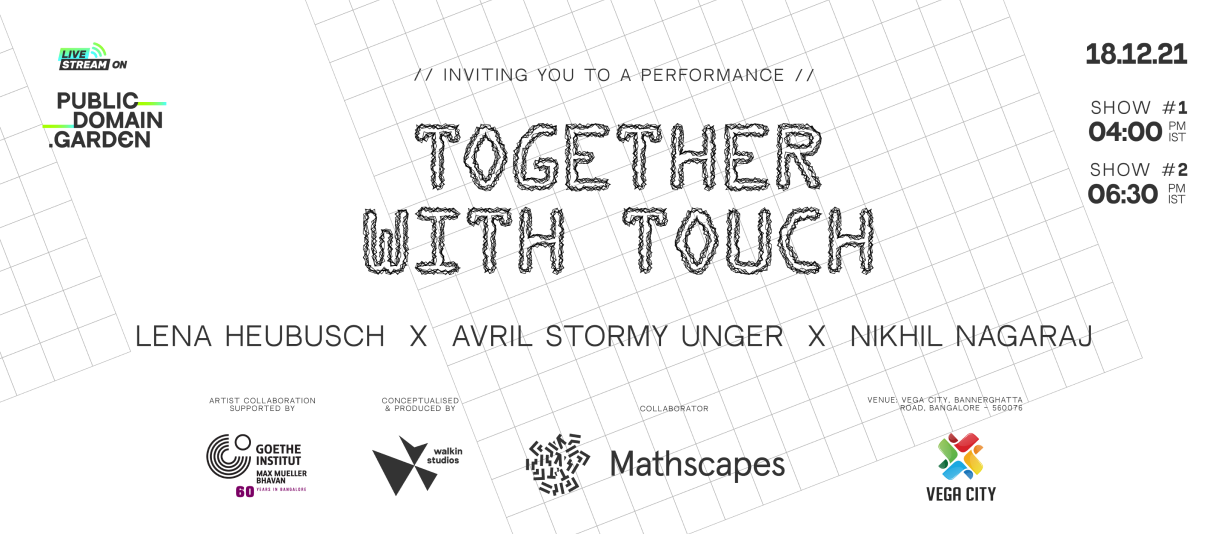 LIVE
STREAM ON
PUBLIC
DOMAIN
.GARDEN
// INVITING YOU TO A PERFORMANCE //
TOGETHER
WITH TOUCH
18.12.21
SHOW #1
04:00 PM IST
SHOW #2
06:30 PM IST
LENA HEUBUSCH X AVRIL STORMY UNGER X NIKHIL NAGARAJ
ARTIST COLLABORATION
SUPPORTED BY
GOETHE
INSTITUT
MAX MUELLER
BHAVAN
60 YEARS IN BANGALORE
CONCEPTUALISED
& PRODUCED BY
walkin
studios
COLLABORATOR
Mathscapes
VENUE: VEGA CITY, BANNERGHATTA
ROAD, BANGALORE - 560076
VEGA CITY